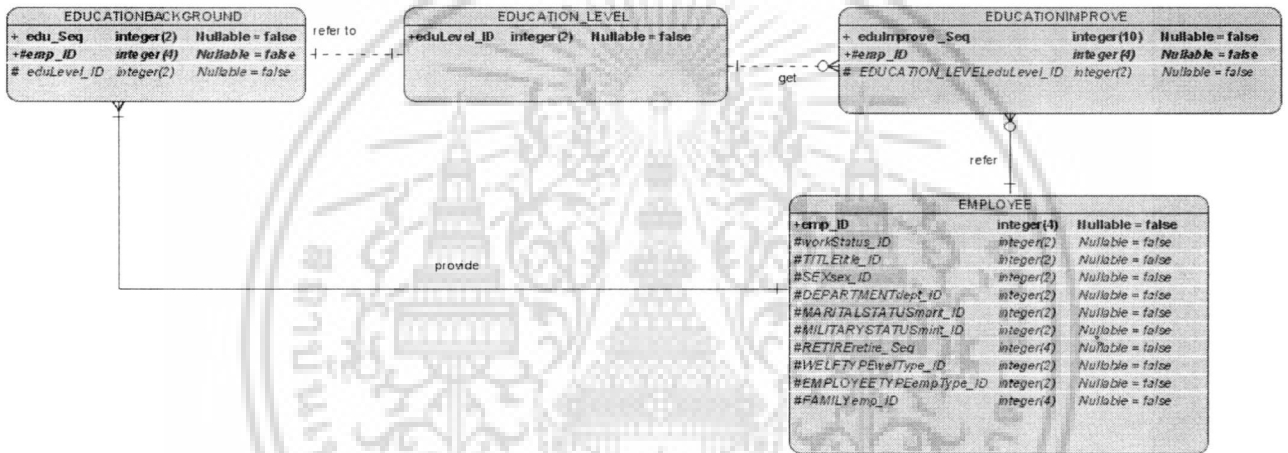 EDUCATIONBACKGROUND
+ edu_Seq integer(2) Nullable = false
+#emp_ID integer(4) Nullable = false
# eduLevel_ID integer(2) Nullable = false
refer to
EDUCATION_LEVEL
+eduLevel_ID integer(2) Nullable = false
get
EDUCATIONIMPROVE
+ eduImprove_Seq integer(10) Nullable = false
+#emp_ID integer(4) Nullable = false
# EDUCATION_LEVELeduLevel_ID integer(2) Nullable = false
refer
provide
EMPLOYEE
+emp_ID integer(4) Nullable = false
#workStatus_ID integer(2) Nullable = false
#TITLEtitle_ID integer(2) Nullable = false
#SEXsex_ID integer(2) Nullable = false
#DEPARTMENTdept_ID integer(2) Nullable = false
#MARITALSTATUSmart_ID integer(2) Nullable = false
#MILITARYSTATUSmint_ID integer(2) Nullable = false
#RETIREretire_Seq integer(4) Nullable = false
#WELFTYPEwelType_ID integer(2) Nullable = false
#EMPLOYEETYPEempType_ID integer(2) Nullable = false
#FAMILYemp_ID integer(4) Nullable = false